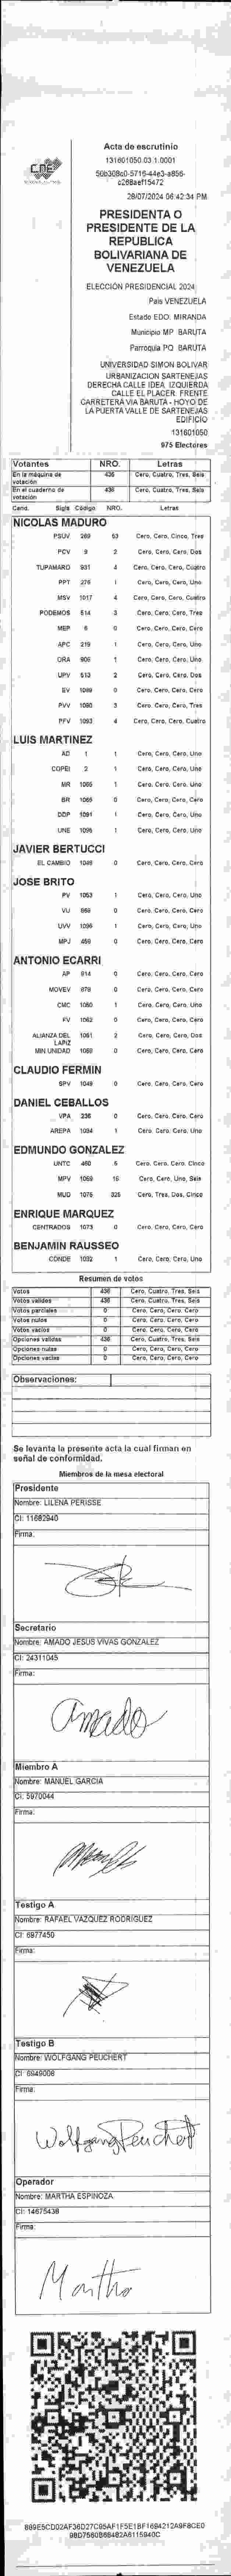 CNE
Acta de escrutinio
131601050.03.1.0001
28/07/2024 06:42:34 PM
PRESIDENTA O
PRESIDENTE DE LA
REPUBLICA
BOLIVARIANA DE
VENEZUELA
ELECCIÓN PRESIDENCIAL 2024
País VENEZUELA
Estado EDO. MIRANDA
Municipio MP. BARUTA
Parroquia PQ. BARUTA
UNIVERSIDAD SIMON BOLIVAR
URBANIZACION SARTENEJAS
DERECHA CALLE IDEA. IZQUIERDA
CALLE EL PLACER. FRENTE
CARRETERA VIA BARUTA - HOYO DE
LA PUERTA VALLE DE SARTENEJAS
EDIFICIO
131601050
975 Electores
Votantes NRO. Letras
En la máquina de votación 436 Cero, Cuatro, Tres, Seis
En el cuaderno de votación 436 Cero, Cuatro, Tres, Seis
Cand. Sigla Código NRO. Letras
NICOLAS MADURO
PSUV 269 53 Cero, Cero, Cinco, Tres
PCV 9 2 Cero, Cero, Cero, Dos
TUPAMARO 931 4 Cero, Cero, Cero, Cuatro
PPT 276 1 Cero, Cero, Cero, Uno
MSV 1017 4 Cero, Cero, Cero, Cuatro
PODEMOS 514 3 Cero, Cero, Cero, Tres
MEP 6 0 Cero, Cero, Cero, Cero
APC 219 1 Cero, Cero, Cero, Uno
ORA 906 1 Cero, Cero, Cero, Uno
UPV 513 2 Cero, Cero, Cero, Dos
EV 1089 0 Cero, Cero, Cero, Cero
PVV 1090 3 Cero, Cero, Cero, Tres
PFV 1093 4 Cero, Cero, Cero, Cuatro
LUIS MARTINEZ
AD 1 1 Cero, Cero, Cero, Uno
COPEI 2 1 Cero, Cero, Cero, Uno
MR 1065 1 Cero, Cero, Cero, Uno
BR 1066 0 Cero, Cero, Cero, Cero
DDP 1091 1 Cero, Cero, Cero, Uno
UNE 1095 1 Cero, Cero, Cero, Uno
JAVIER BERTUCCI
EL CAMBIO 1048 0 Cero, Cero, Cero, Cero
JOSE BRITO
PV 1053 1 Cero, Cero, Cero, Uno
VU 868 0 Cero, Cero, Cero, Cero
UVV 1096 1 Cero, Cero, Cero, Uno
MPJ 459 0 Cero, Cero, Cero, Cero
ANTONIO ECARRI
AP 914 0 Cero, Cero, Cero, Cero
MOVEV 879 0 Cero, Cero, Cero, Cero
CMC 1080 1 Cero, Cero, Cero, Uno
FV 1062 0 Cero, Cero, Cero, Cero
ALIANZA DEL LAPIZ 1061 2 Cero, Cero, Cero, Dos
MIN UNIDAD 1058 0 Cero, Cero, Cero, Cero
CLAUDIO FERMIN
SPV 1049 0 Cero, Cero, Cero, Cero
DANIEL CEBALLOS
VPA 236 0 Cero, Cero, Cero, Cero
AREPA 1094 1 Cero, Cero, Cero, Uno
EDMUNDO GONZALEZ
UNTC 460 5 Cero, Cero, Cero, Cinco
MPV 1069 16 Cero, Cero, Uno, Seis
MUD 1075 325 Cero, Tres, Dos, Cinco
ENRIQUE MARQUEZ
CENTRADOS 1073 0 Cero, Cero, Cero, Cero
BENJAMIN RAUSSEO
CONDE 1092 1 Cero, Cero, Cero, Uno
Resumen de votos
Votos 436 Cero, Cuatro, Tres, Seis
Votos validos 436 Cero, Cuatro, Tres, Seis
Votos parciales 0 Cero, Cero, Cero, Cero
Votos nulos 0 Cero, Cero, Cero, Cero
Votos vacíos 0 Cero, Cero, Cero, Cero
Opciones validas 436 Cero, Cuatro, Tres, Seis
Opciones nulas 0 Cero, Cero, Cero, Cero
Opciones vacías 0 Cero, Cero, Cero, Cero
Observaciones:
Se levanta la presente acta la cual firman en
señal de conformidad.
Miembros de la mesa electoral
Presidente
Nombre: LILENA PERISSE
CI: 11682940
Firma:
Secretario
Nombre: AMADO JESUS VIVAS GONZALEZ
CI: 24311045
Firma:
Amado
Miembro A
Nombre: MANUEL GARCIA
CI: 5970044
Firma:
Testigo A
Nombre: RAFAEL VAZQUEZ RODRIGUEZ
CI: 6977450
Firma:
Testigo B
Nombre: WOLFGANG PEUCHERT
CI: 6949008
Firma:
Wolfgang Peuchert
Operador
Nombre: MARTHA ESPINOZA
CI: 14675438
Firma:
Martha